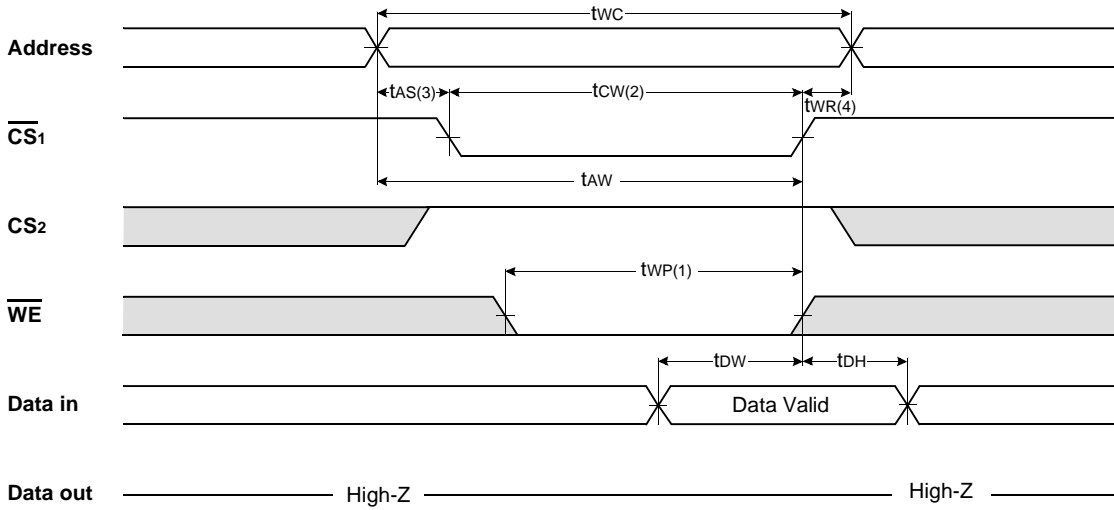 tWC
Address
tAS(3) tCW(2) tWR(4)
CS1
tAW
CS2
tWP(1)
WE
tDW tDH
Data in Data Valid
Data out High-Z High-Z